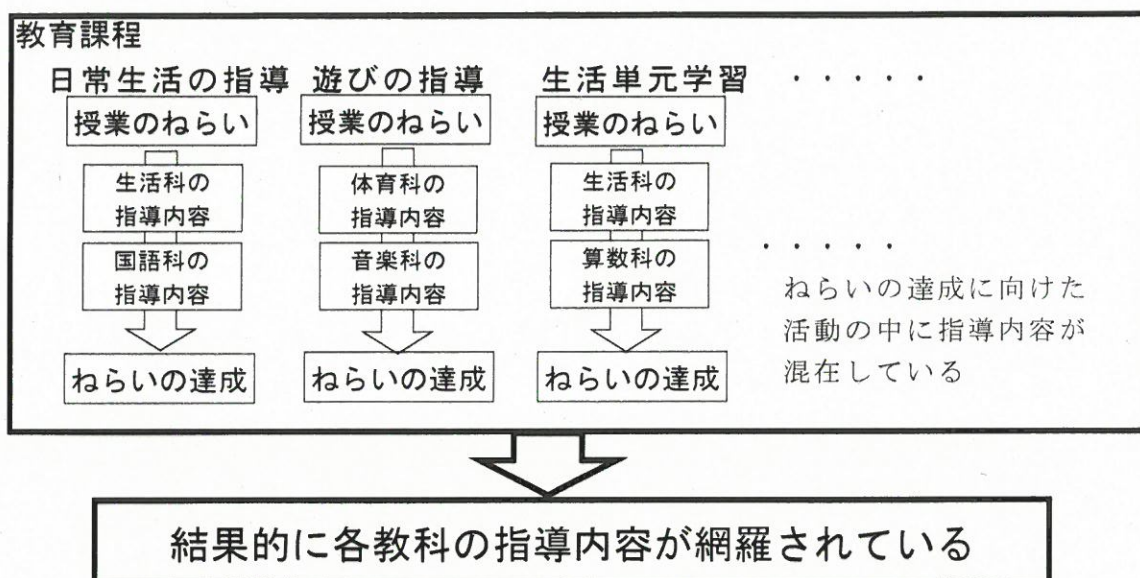 教育課程
日常生活の指導 遊びの指導 生活単元学習 ・・・・・
授業のねらい 授業のねらい 授業のねらい
生活科の
指導内容
体育科の
指導内容
生活科の
指導内容
国語科の
指導内容
音楽科の
指導内容
算数科の
指導内容
・・・・・
ねらいの達成に向けた
活動の中に指導内容が
混在している
ねらいの達成 ねらいの達成 ねらいの達成
結果的に各教科の指導内容が網羅されている